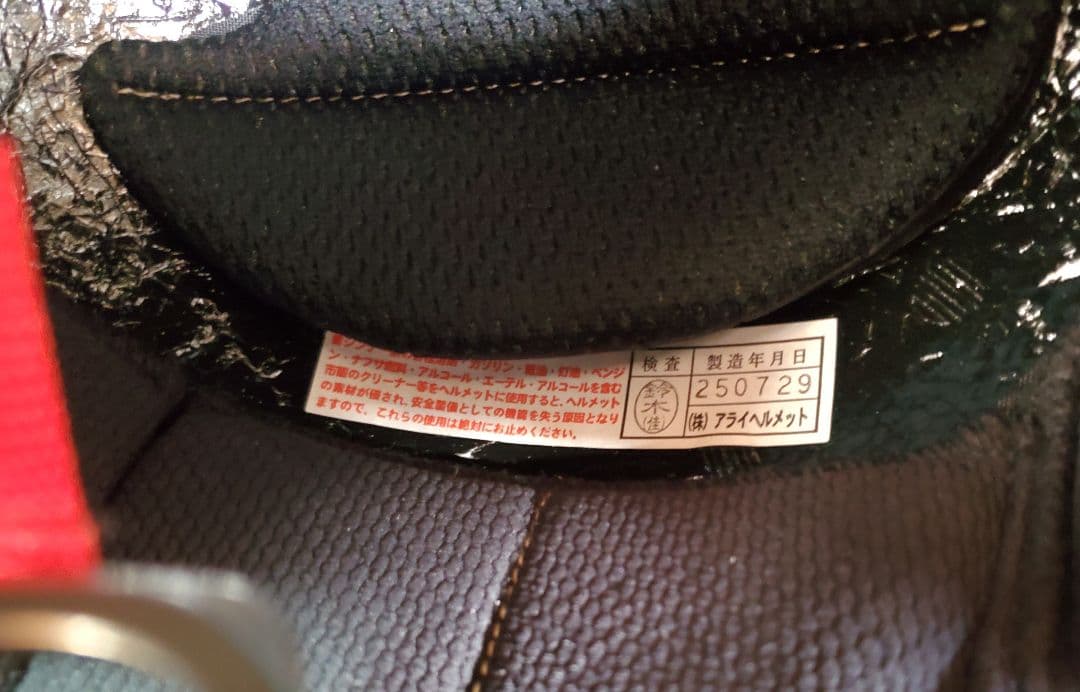 ガソリン・軽油・灯油・ベンジ
ン・ナフサ燃料・アルコール・エーテル・アルコールを含む
市販のクリーナー等をヘルメットに使用すると、ヘルメット
の素材が侵され、安全装備としての機能を失う原因となり
ますので、これらの使用は絶対にお止めください。
検査 製造年月日
鈴木(佳) 250729
(株) アライヘルメット